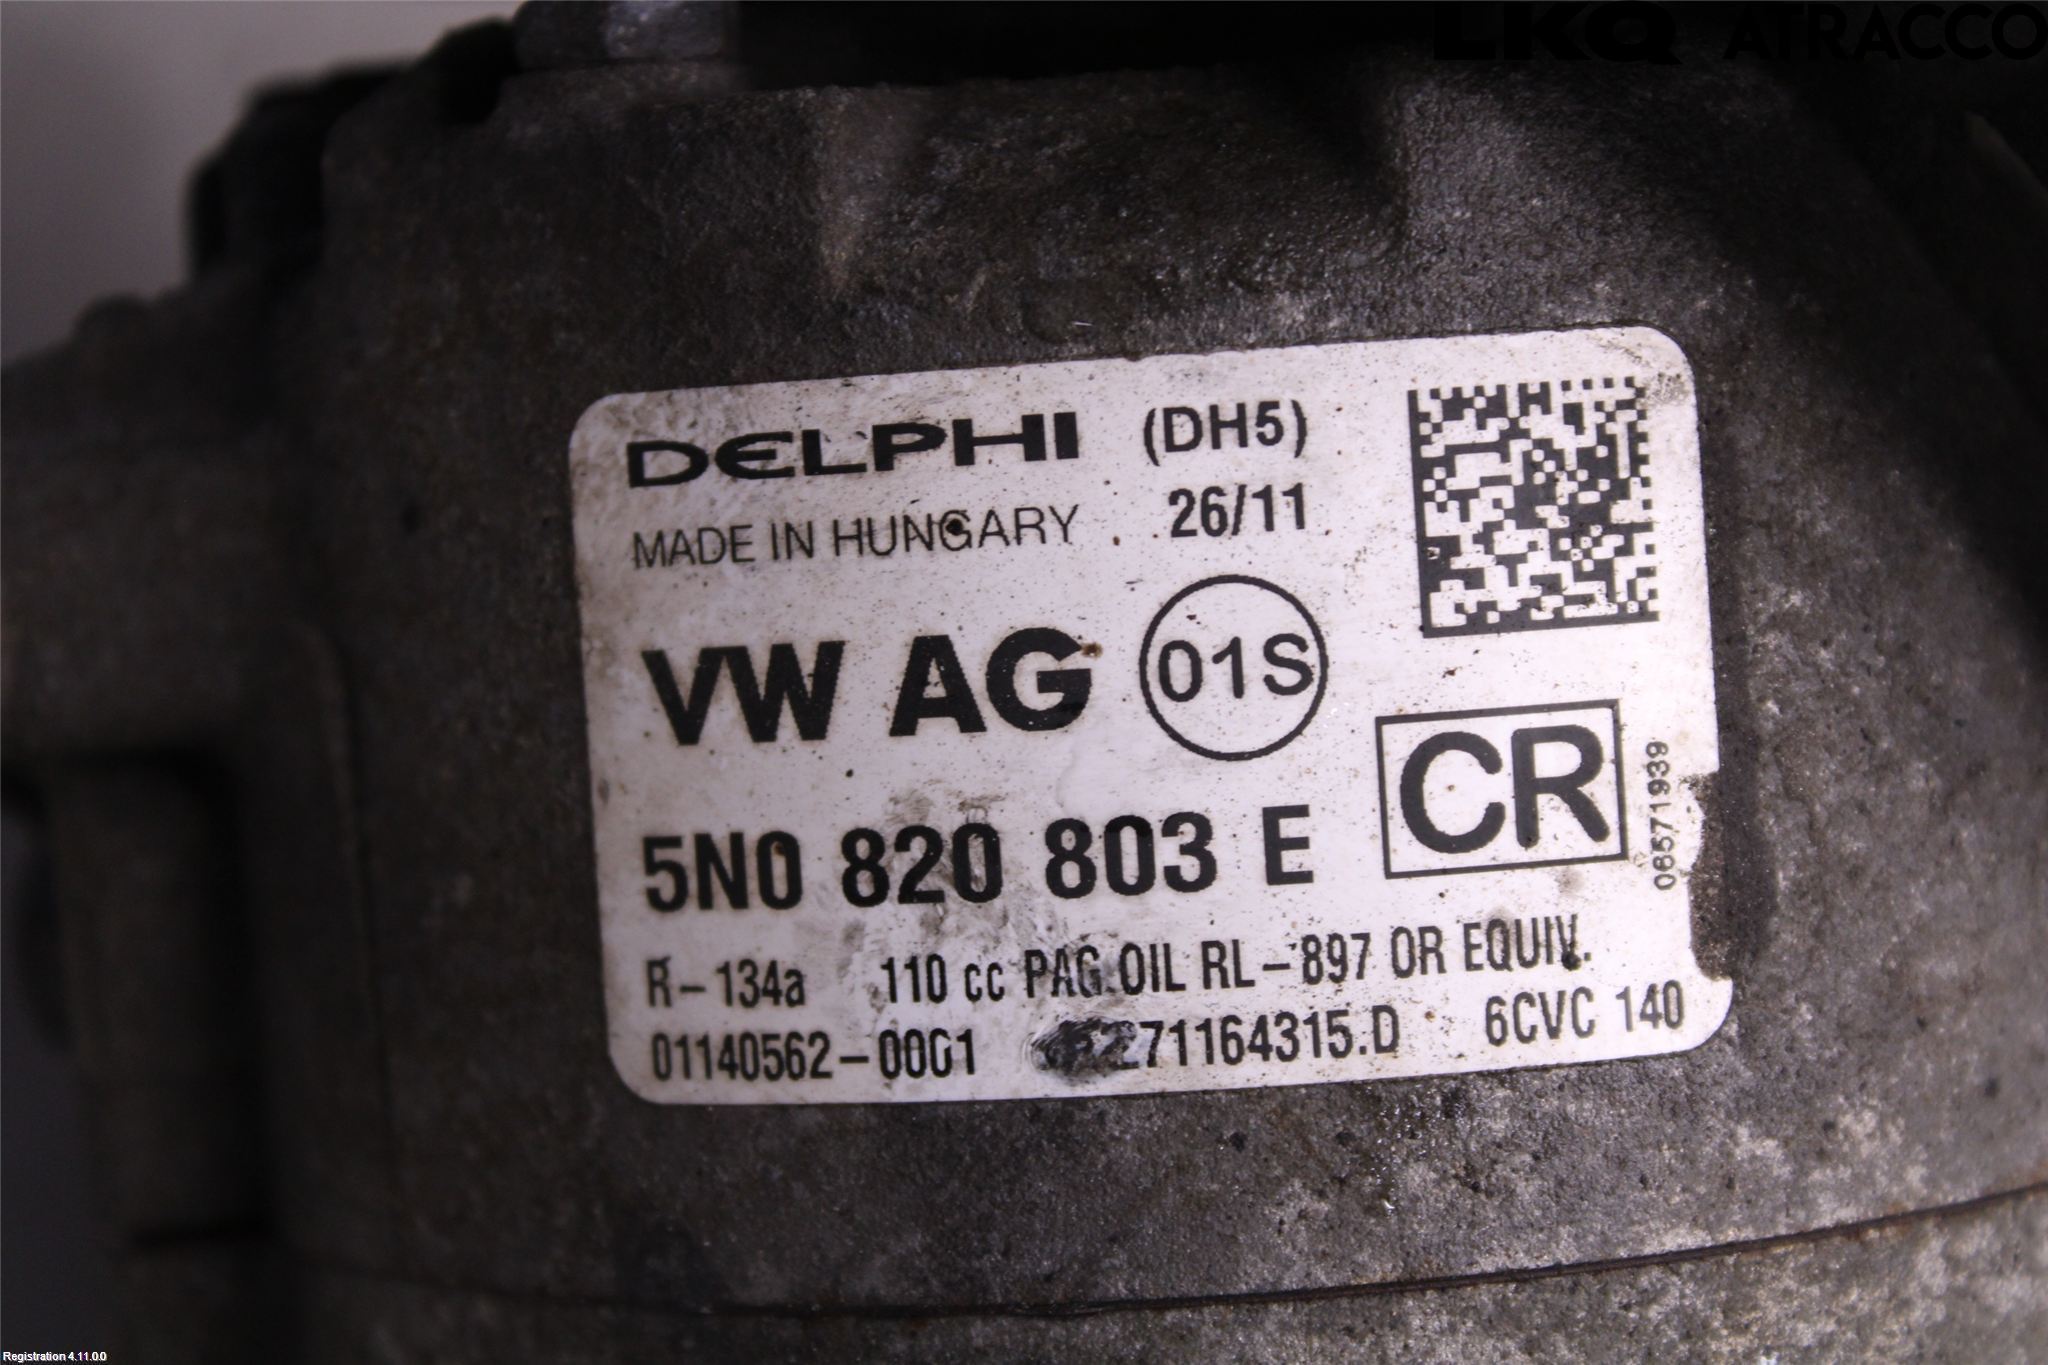 LKQ ATRACCO
DELPHI (DH5)
MADE IN HUNGARY 26/11
VW AG 01S
CR
06571939
5N0 820 803 E
R-134a 110 cc PAG OIL RL-897 OR EQUIV.
01140562-0001 6CVC 140
Registration 4.11.0.0